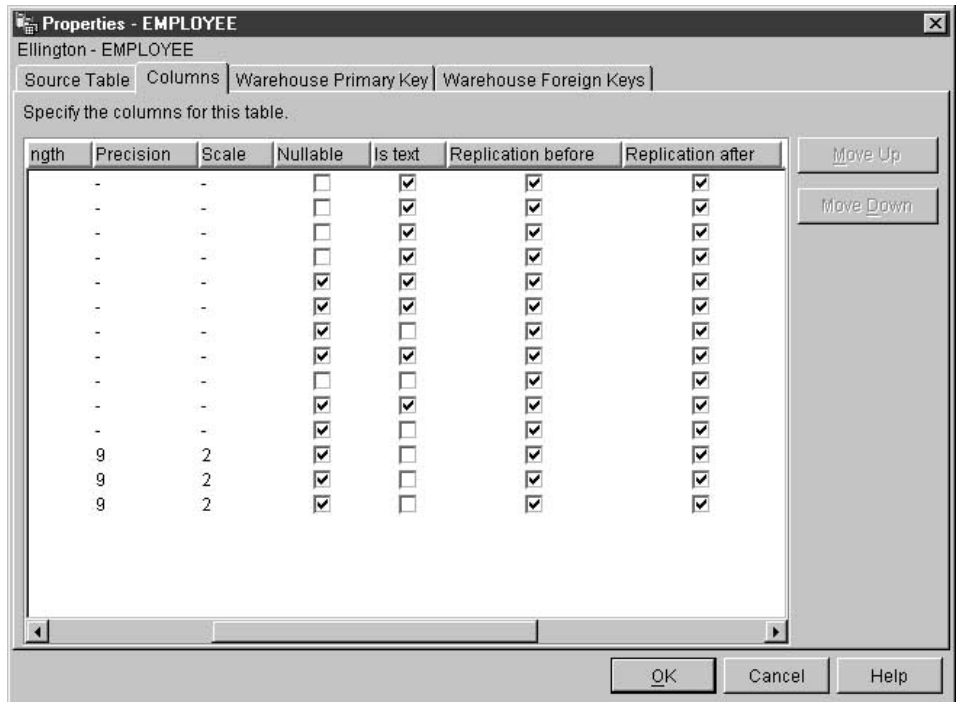 Properties - EMPLOYEE
Ellington - EMPLOYEE
Source Table Columns Warehouse Primary Key Warehouse Foreign Keys
Specify the columns for this table.
ngth Precision Scale Nullable Is text Replication before Replication after
Move Up
- -
- -
Move Down
- -
- -
- -
- -
- -
- -
- -
- -
- -
9 2
9 2
9 2
OK Cancel Help